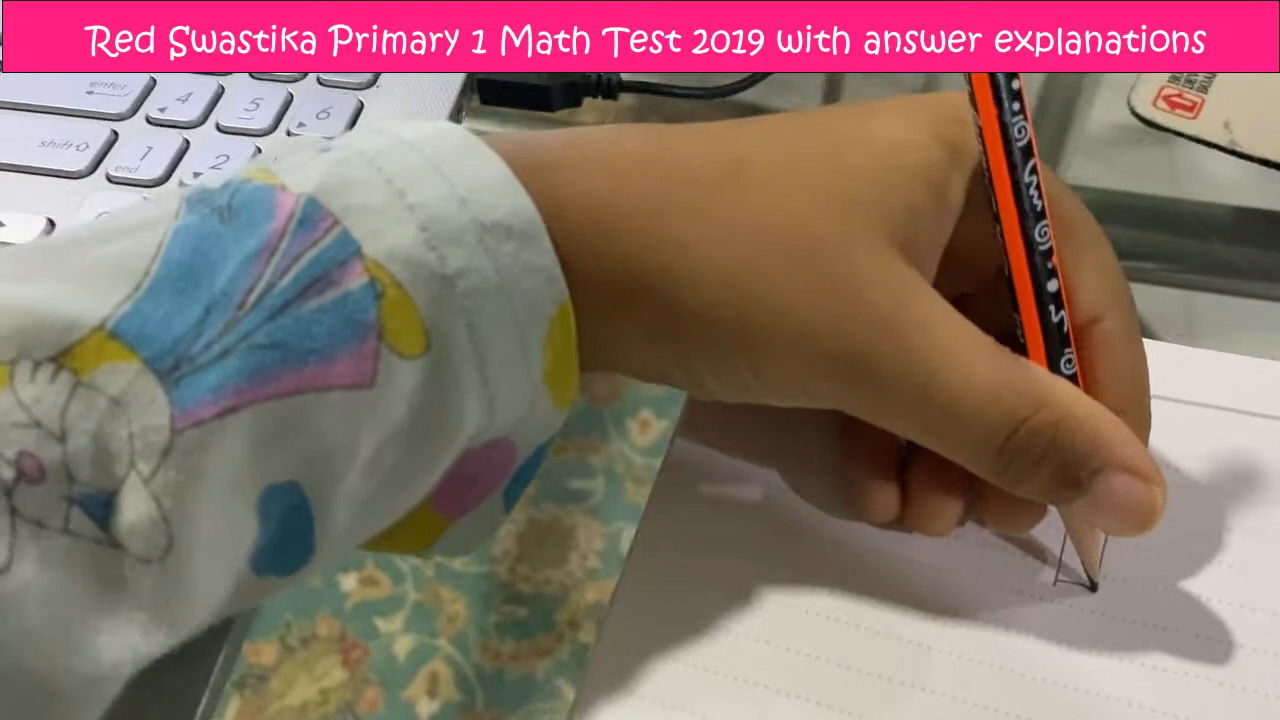 Red Swastika Primary 1 Math Test 2019 with answer explanations
enter
4
5
6
shift
1
end
2